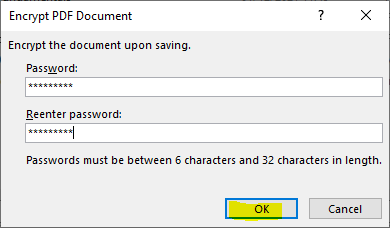 Encrypt PDF Document
Encrypt the document upon saving.
Password:
*********
Reenter password:
*********
Passwords must be between 6 characters and 32 characters in length.
OK Cancel